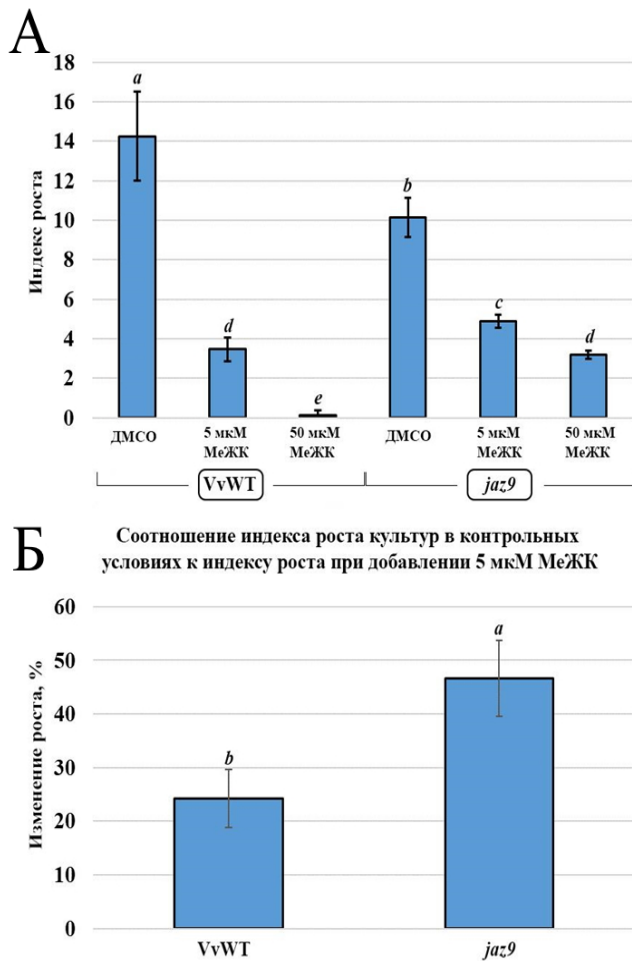 А
18
16
14
12
10
8
6
4
2
0
Индекс роста
a
d
e
b
c
d
ДМСО
5 мкМ
МеЖК
50 мкМ
МеЖК
ДМСО
5 мкМ
МеЖК
50 мкМ
МеЖК
VvWT
jaz9
Б
Соотношение индекса роста культур в контрольных
условиях к индексу роста при добавлении 5 мкМ МеЖК
60
50
40
30
20
10
0
Изменение роста, %
b
a
VvWT
jaz9